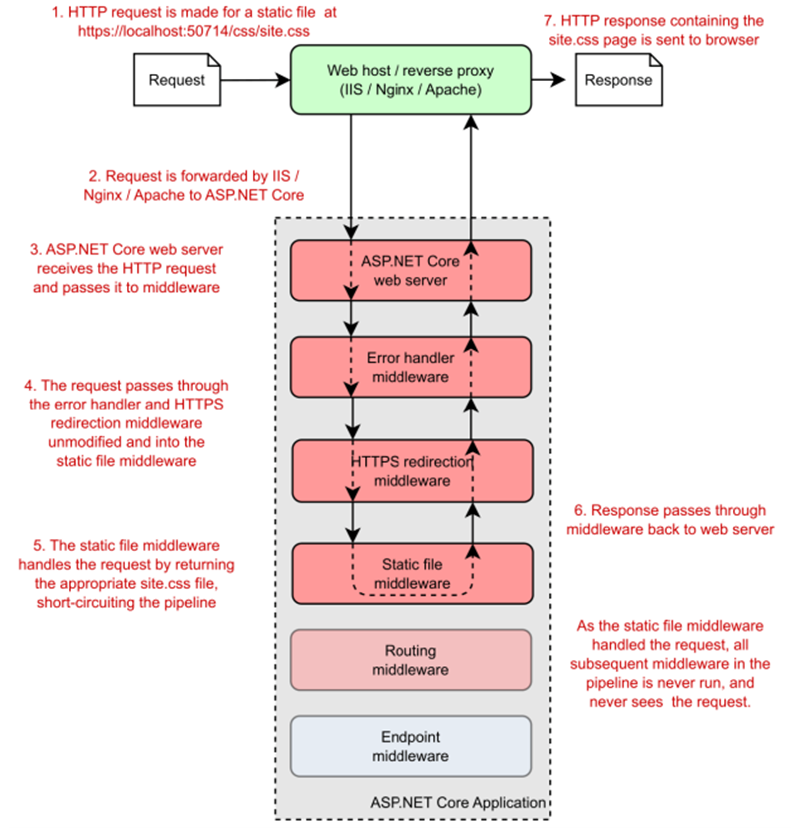 1. HTTP request is made for a static file at
https://localhost:50714/css/site.css
7. HTTP response containing the
site.css page is sent to browser
Request
Web host / reverse proxy
(IIS / Nginx / Apache)
Response
2. Request is forwarded by IIS /
Nginx / Apache to ASP.NET Core
3. ASP.NET Core web server
receives the HTTP request
and passes it to middleware
ASP.NET Core
web server
Error handler
middleware
4. The request passes through
the error handler and HTTPS
redirection middleware
unmodified and into the
static file middleware
HTTPS redirection
middleware
6. Response passes through
middleware back to web server
5. The static file middleware
handles the request by returning
the appropriate site.css file,
short-circuiting the pipeline
Static file
middleware
As the static file middleware
handled the request, all
subsequent middleware in the
pipeline is never run, and
never sees the request.
Routing
middleware
Endpoint
middleware
ASP.NET Core Application